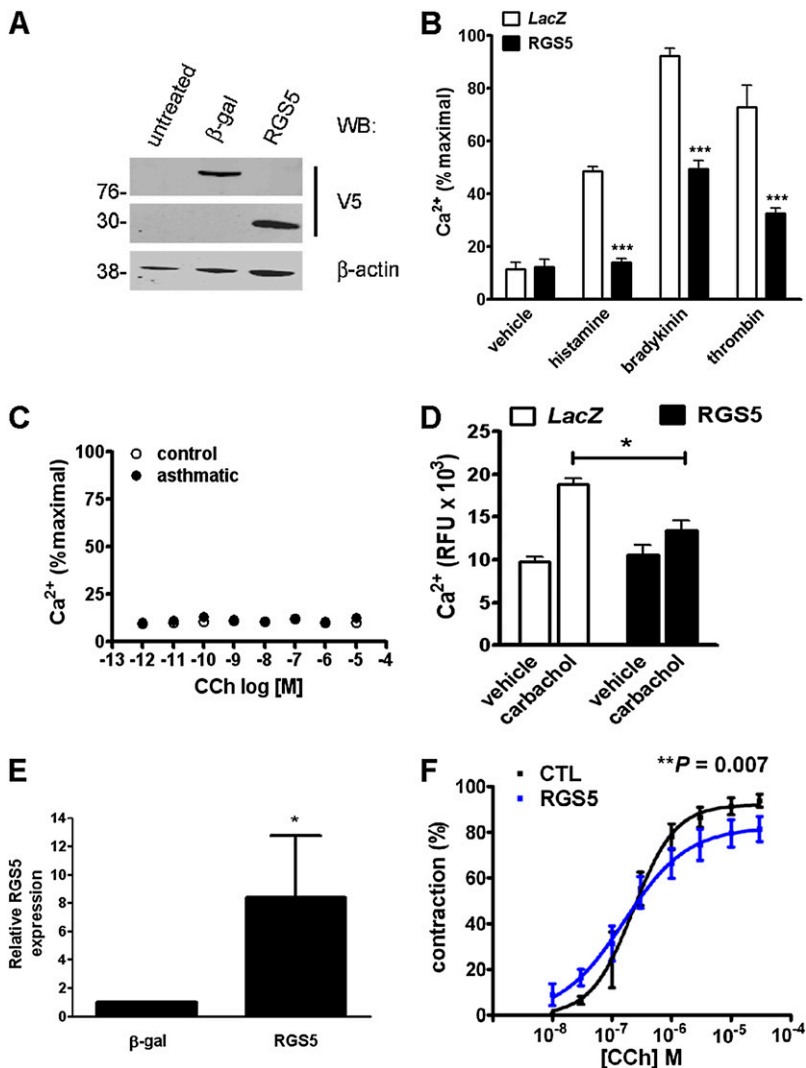 A
untreated
β-gal
RGS5
WB:
76-
30-
V5
38-
β-actin
B
LacZ
RGS5
Ca²⁺ (% maximal)
100
80
60
40
20
0
***
***
***
vehicle
histamine
bradykinin
thrombin
C
control
asthmatic
Ca²⁺ (%maximal)
100
75
50
25
0
-13 -12 -11 -10 -9 -8 -7 -6 -5 -4
CCh log [M]
D
LacZ
RGS5
*
Ca²⁺ (RFU x 10³)
25
20
15
10
5
0
vehicle
carbachol
vehicle
carbachol
E
Relative RGS5
expression
14
12
10
8
6
4
2
0
*
β-gal
RGS5
F
**P = 0.007
CTL
RGS5
contraction (%)
100
80
60
40
20
0
10⁻⁸ 10⁻⁷ 10⁻⁶ 10⁻⁵ 10⁻⁴
[CCh] M